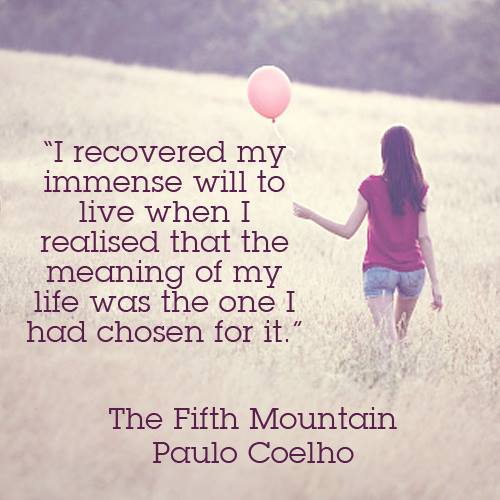 “I recovered my
immense will to
live when I
realised that the
meaning of my
life was the one I
had chosen for it.”
The Fifth Mountain
Paulo Coelho